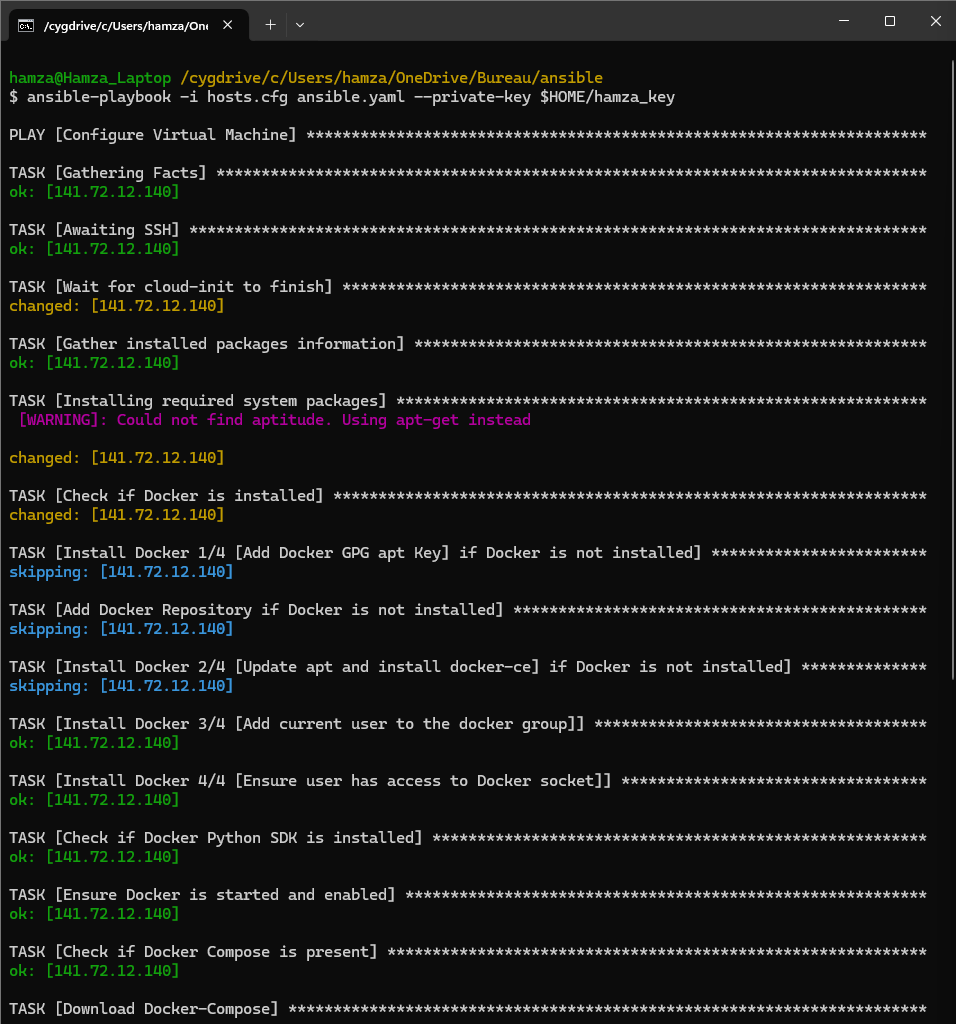 /cygdrive/c/Users/hamza/On
hamza@Hamza_Laptop /cygdrive/c/Users/hamza/OneDrive/Bureau/ansible
$ ansible-playbook -i hosts.cfg ansible.yaml --private-key $HOME/hamza_key
PLAY [Configure Virtual Machine] *********************************************************************
TASK [Gathering Facts] *******************************************************************************
ok: [141.72.12.140]
TASK [Awaiting SSH] **********************************************************************************
ok: [141.72.12.140]
TASK [Wait for cloud-init to finish] *****************************************************************
changed: [141.72.12.140]
TASK [Gather installed packages information] *********************************************************
ok: [141.72.12.140]
TASK [Installing required system packages] ***********************************************************
[WARNING]: Could not find aptitude. Using apt-get instead
changed: [141.72.12.140]
TASK [Check if Docker is installed] ******************************************************************
changed: [141.72.12.140]
TASK [Install Docker 1/4 [Add Docker GPG apt Key] if Docker is not installed] ************************
skipping: [141.72.12.140]
TASK [Add Docker Repository if Docker is not installed] **********************************************
skipping: [141.72.12.140]
TASK [Install Docker 2/4 [Update apt and install docker-ce] if Docker is not installed] **************
skipping: [141.72.12.140]
TASK [Install Docker 3/4 [Add current user to the docker group]] *************************************
ok: [141.72.12.140]
TASK [Install Docker 4/4 [Ensure user has access to Docker socket]] **********************************
ok: [141.72.12.140]
TASK [Check if Docker Python SDK is installed] *******************************************************
ok: [141.72.12.140]
TASK [Ensure Docker is started and enabled] **********************************************************
ok: [141.72.12.140]
TASK [Check if Docker Compose is present] ************************************************************
ok: [141.72.12.140]
TASK [Download Docker-Compose] ***********************************************************************